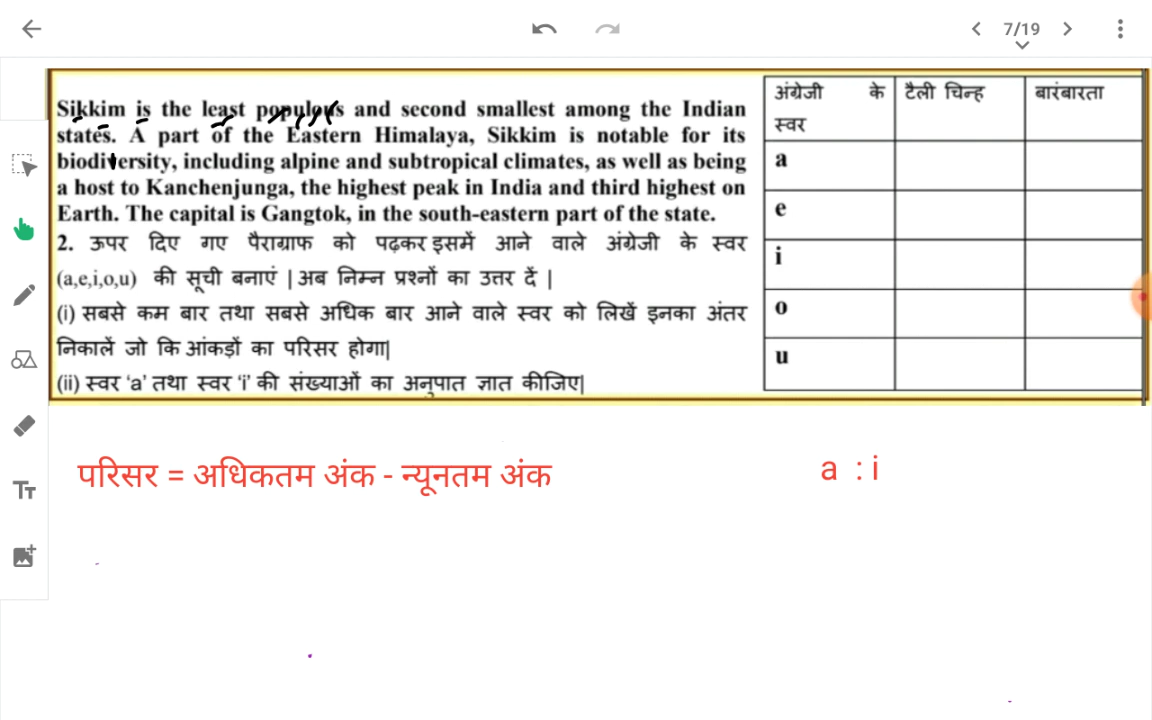 7/19
Sikkim is the least populous and second smallest among the Indian
states. A part of the Eastern Himalaya, Sikkim is notable for its
biodiversity, including alpine and subtropical climates, as well as being
a host to Kanchenjunga, the highest peak in India and third highest on
Earth. The capital is Gangtok, in the south-eastern part of the state.
2. ऊपर दिए गए पैराग्राफ को पढ़कर इसमें आने वाले अंग्रेजी के स्वर
(a,e,i,o,u) की सूची बनाएं | अब निम्न प्रश्नों का उत्तर दें |
(i) सबसे कम बार तथा सबसे अधिक बार आने वाले स्वर को लिखें इनका अंतर
निकालें जो कि आंकड़ों का परिसर होगा|
(ii) स्वर ‘a’ तथा स्वर ‘i’ की संख्याओं का अनुपात ज्ञात कीजिए|
अंग्रेजी के स्वर टैली चिन्ह बारंबारता
a
e
i
o
u
परिसर = अधिकतम अंक - न्यूनतम अंक
a : i
Tт